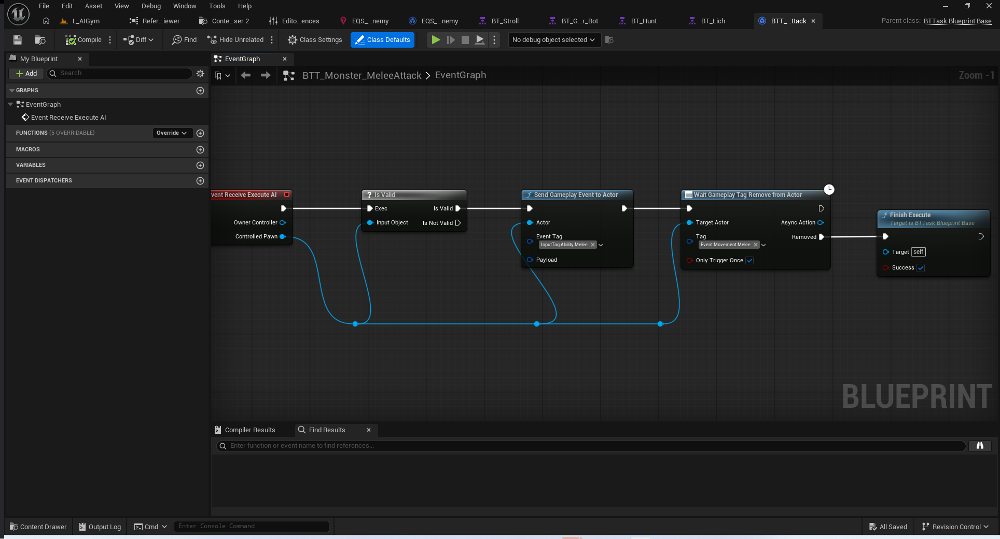 File Edit Asset View Debug Window Tools Help
L_AIGym Refer...iewer Conte...ser 2 Edito...ences EQS_...nemy EQS_...nemy BT_Stroll BT_G...r_Bot BT_Hunt BT_Lich BTT_...ttack Parent class: BTTask Blueprint Base
Compile Diff Find Hide Unrelated Class Settings Class Defaults No debug object selected
My Blueprint
EventGraph
Add Search
BTT_Monster_MeleeAttack > EventGraph
Zoom -1
GRAPHS
EventGraph
Event Receive Execute AI
FUNCTIONS (5 OVERRIDABLE) Override
MACROS
VARIABLES
EVENT DISPATCHERS
vent Receive Execute AI
Owner Controller
Controlled Pawn
? Is Valid
Exec Is Valid
Input Object Is Not Valid
f Send Gameplay Event to Actor
Actor
Event Tag
InputTag.Ability.Melee
Payload
Wait Gameplay Tag Remove from Actor
Target Actor Async Action
Tag Removed
Event.Movement.Melee
Only Trigger Once
f Finish Execute
Target is BTTask Blueprint Base
Target self
Success
BLUEPRINT
Compiler Results Find Results
Enter function or event name to find references...
Content Drawer Output Log Cmd Enter Console Command All Saved Revision Control